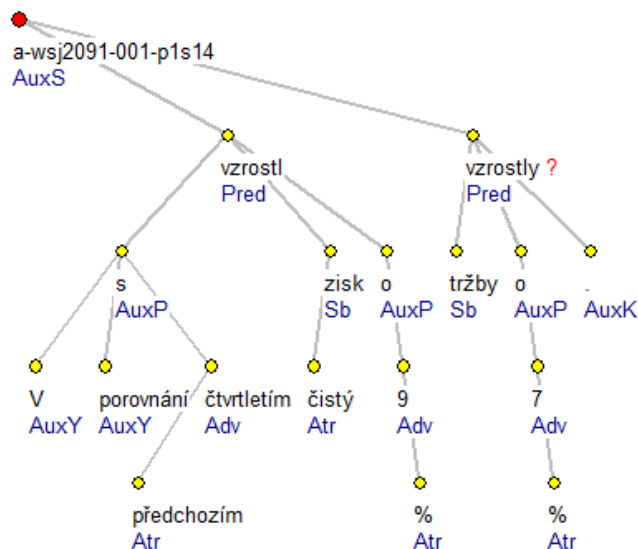 a-wsj2091-001-p1s14
AuxS
vzrostl vzrostly ?
Pred Pred
s zisk o tržby o .
AuxP Sb AuxP Sb AuxP AuxK
V porovnání čtvrtletím čistý 9 7
AuxY AuxY Adv Atr Adv Adv
předchozím % %
Atr Atr Atr